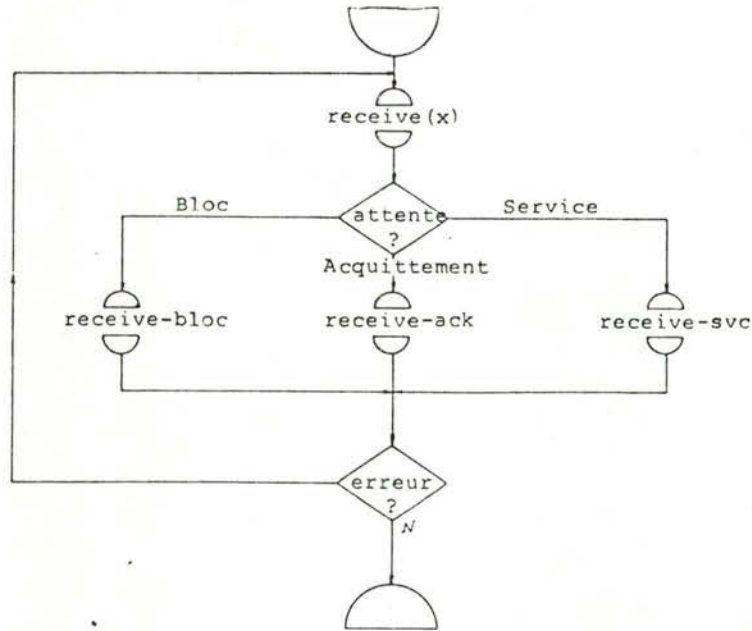 receive(x)
Bloc
attente
?
Service
Acquittement
receive-bloc
receive-ack
receive-svc
erreur
?
N